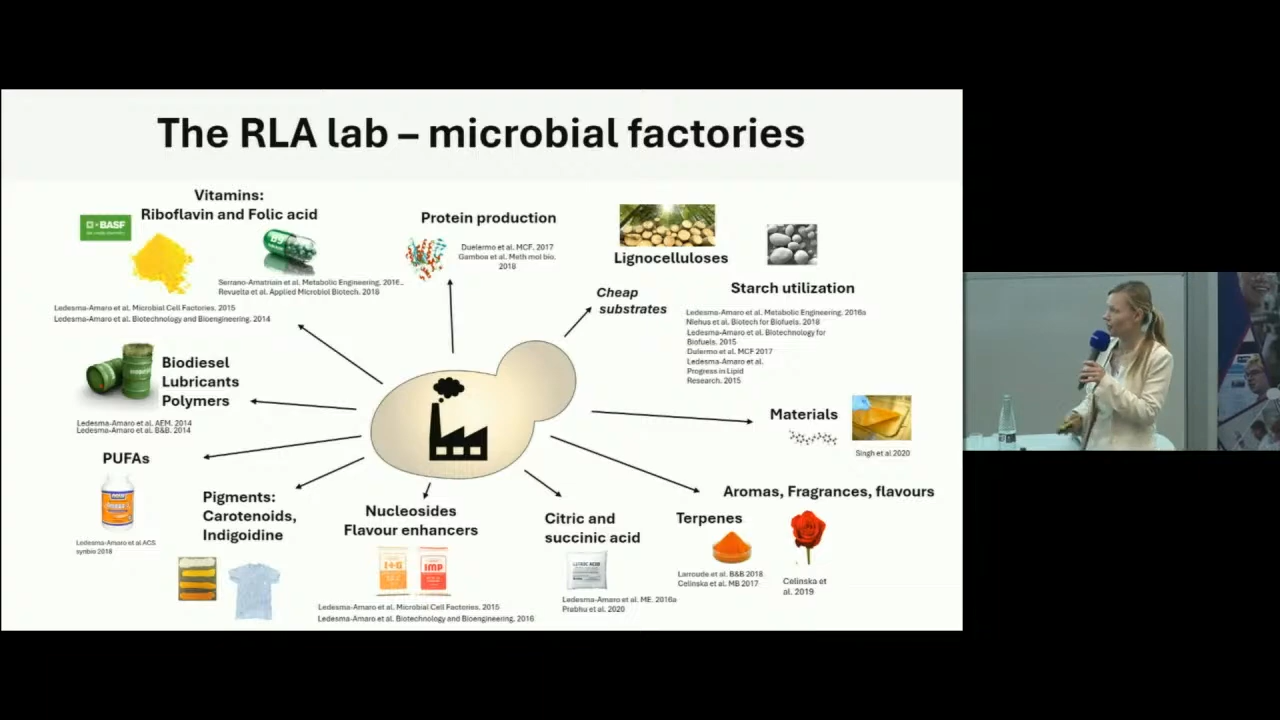 The RLA lab – microbial factories
Vitamins:
Riboflavin and Folic acid
BASF
B9
Serrano-Amatriain et al. Metabolic Engineering. 2016.
Revuelta et al. Applied Microbiol Biotech. 2018
Ledesma-Amaro et al. Microbial Cell Factories. 2015
Ledesma-Amaro et al. Biotechnology and Bioengineering. 2014
Protein production
Duelermo et al. MCF. 2017
Gamboa et al. Meth mol bio.
2018
Lignocelluloses
Cheap
substrates
Starch utilization
Ledesma-Amaro et al. Metabolic Engineering. 2016a
Niehus et al. Biotech for Biofuels. 2018
Ledesma-Amaro et al. Biotechnology for
Biofuels. 2015
Dulermo et al. MCF 2017
Ledesma-Amaro et al.
Progress in Lipid
Research. 2015
Biodiesel
Lubricants
Polymers
Ledesma-Amaro et al. AEM. 2014
Ledesma-Amaro et al. B&B. 2014
Materials
Singh et al 2020
PUFAs
Ledesma-Amaro et al ACS
synbio 2018
Pigments:
Carotenoids,
Indigoidine
Nucleosides
Flavour enhancers
I+G
IMP
Ledesma-Amaro et al. Microbial Cell Factories. 2015
Ledesma-Amaro et al. Biotechnology and Bioengineering, 2016
Citric and
succinic acid
CITRIC ACID
Ledesma-Amaro et al. ME. 2016a
Prabhu et al. 2020
Aromas, Fragrances, flavours
Terpenes
Larroude et al. B&B 2018
Celinska et al. MB 2017
Celinska et
al. 2019